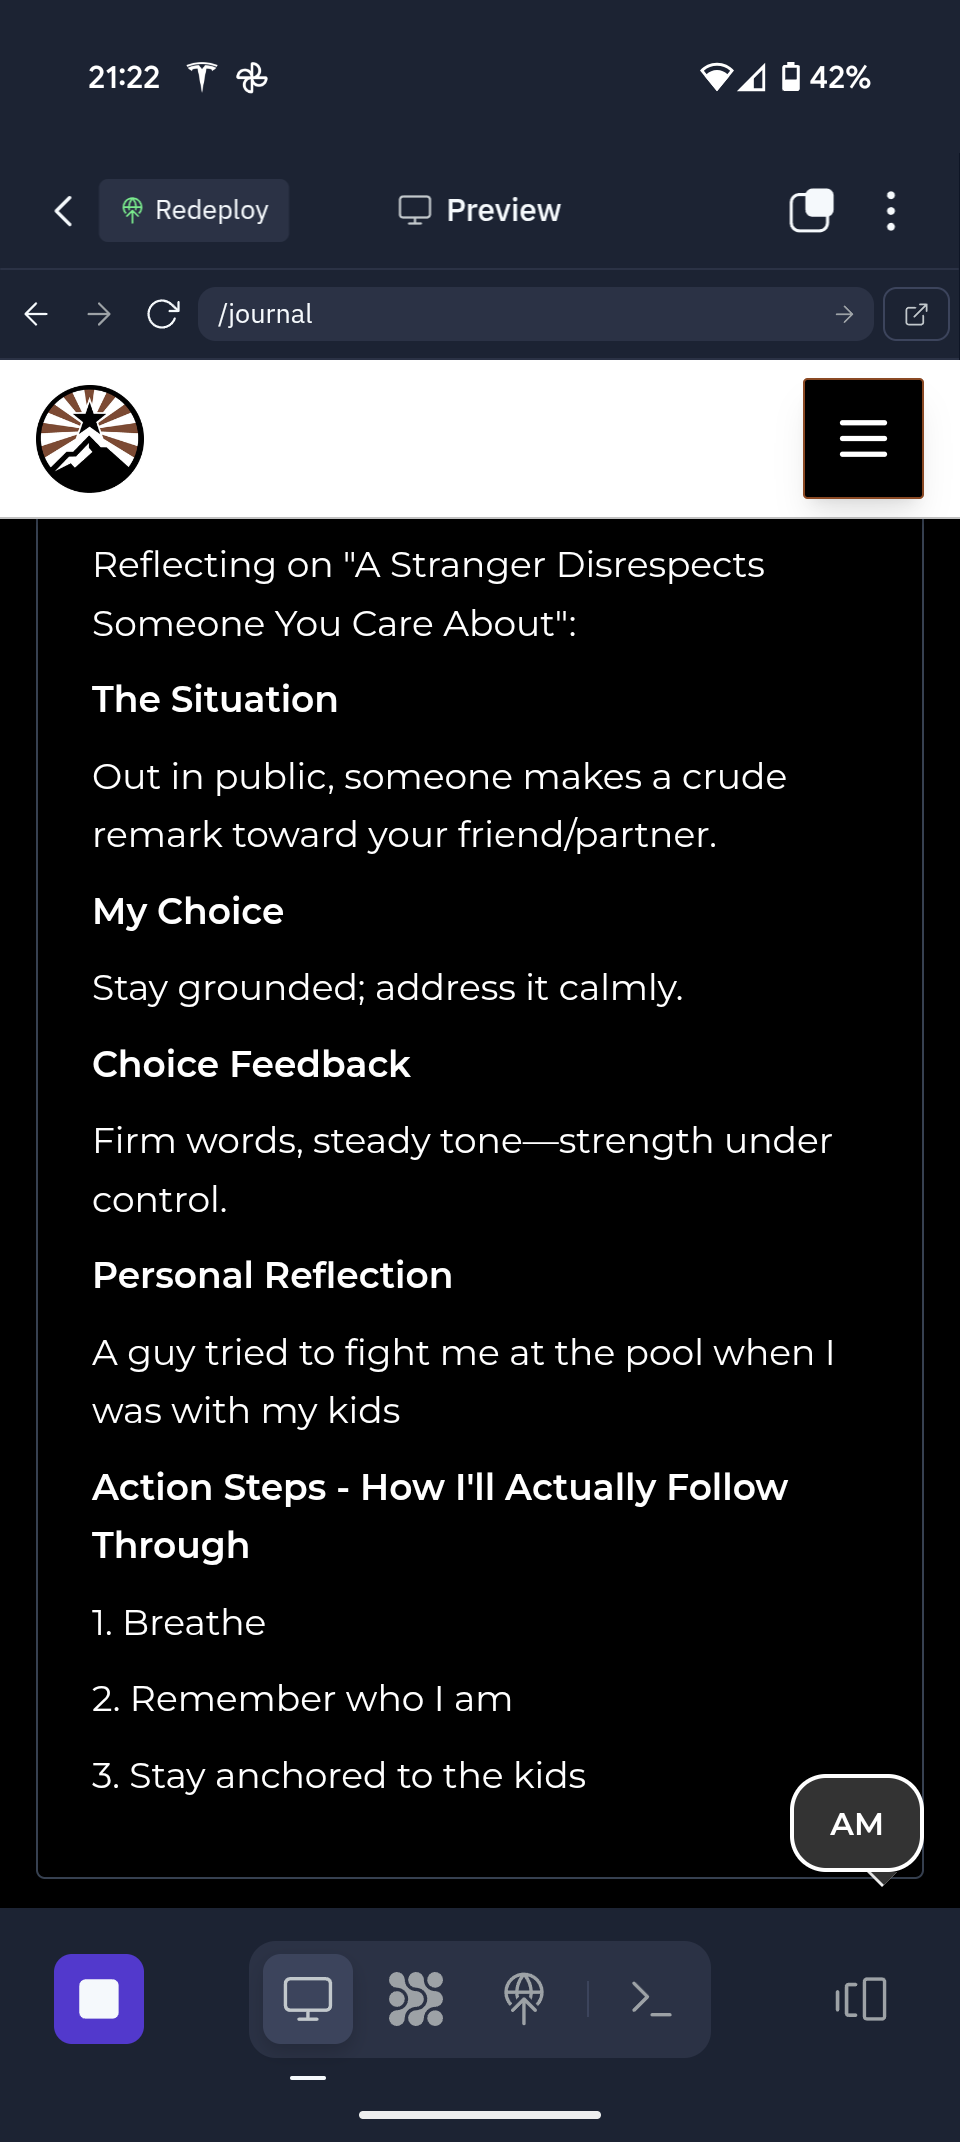 21:22
42%
Redeploy
Preview
/journal
Reflecting on "A Stranger Disrespects
Someone You Care About":
The Situation
Out in public, someone makes a crude
remark toward your friend/partner.
My Choice
Stay grounded; address it calmly.
Choice Feedback
Firm words, steady tone—strength under
control.
Personal Reflection
A guy tried to fight me at the pool when I
was with my kids
Action Steps - How I'll Actually Follow
Through
1. Breathe
2. Remember who I am
3. Stay anchored to the kids
AM